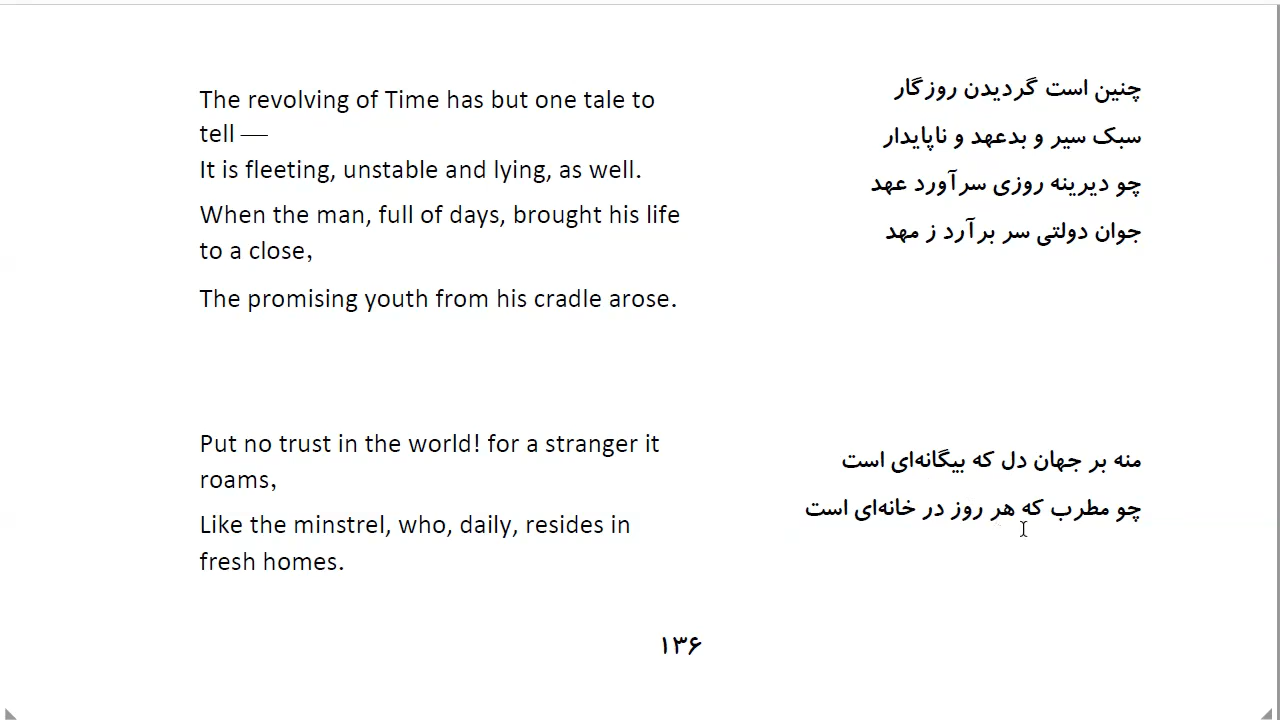 The revolving of Time has but one tale to
tell —
It is fleeting, unstable and lying, as well.
When the man, full of days, brought his life
to a close,
The promising youth from his cradle arose.
چنین است گردیدن روزگار
سبک سیر و بدعهد و ناپایدار
چو دیرینه روزی سرآورد عهد
جوان دولتی سر برآرد ز مهد
Put no trust in the world! for a stranger it
roams,
Like the minstrel, who, daily, resides in
fresh homes.
منه بر جهان دل که بیگانه‌ای است
چو مطرب که هر روز در خانه‌ای است
۱۳۶